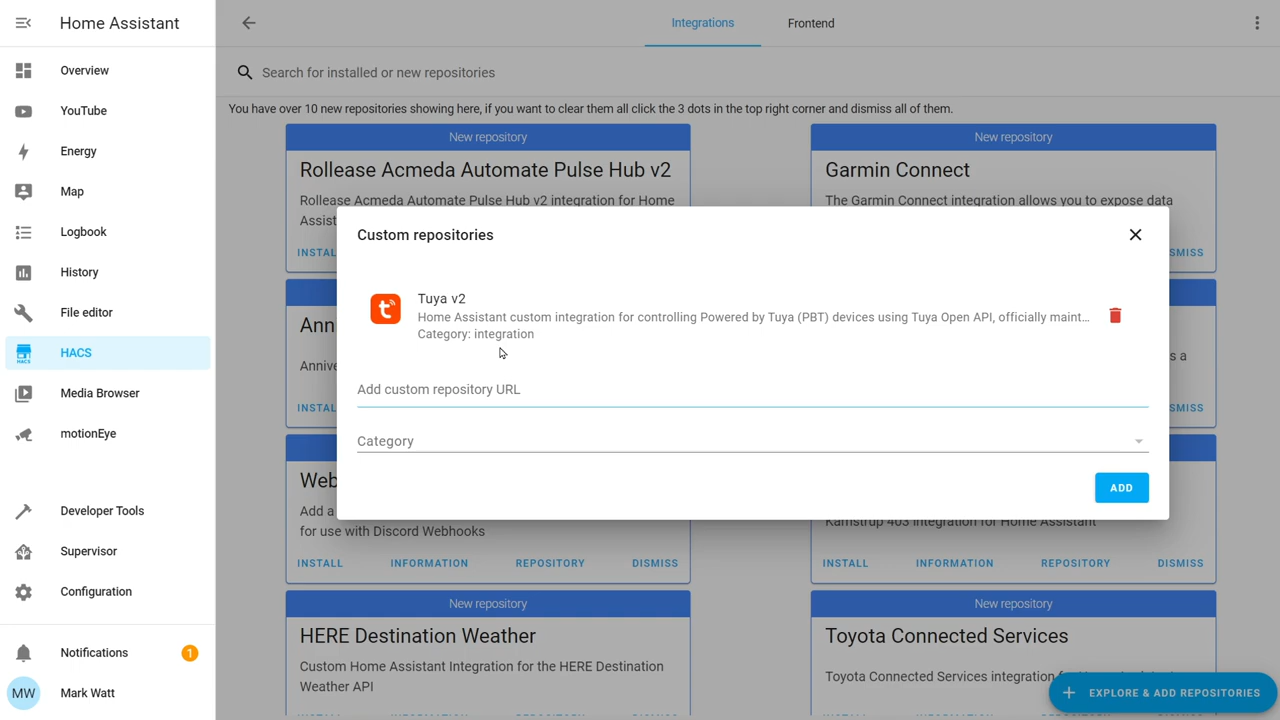 Home Assistant
Overview
YouTube
Energy
Map
Logbook
History
File editor
HACS
HACS
Media Browser
motionEye
Developer Tools
Supervisor
Configuration
Notifications
1
MW
Mark Watt
Integrations
Frontend
Search for installed or new repositories
You have over 10 new repositories showing here, if you want to clear them all click the 3 dots in the top right corner and dismiss all of them.
New repository
Rollease Acmeda Automate Pulse Hub v2
Rollease Acmeda Automate Pulse Hub v2 integration for Home
Assist
INSTAL
New repository
Garmin Connect
The Garmin Connect integration allows you to expose data
SMISS
Custom repositories
Tuya v2
Home Assistant custom integration for controlling Powered by Tuya (PBT) devices using Tuya Open API, officially maint...
Category: integration
Add custom repository URL
Category
ADD
Ann
Annive
INSTAL
s a
SMISS
Web
Add a
for use with Discord Webhooks
INSTALL
INFORMATION
REPOSITORY
DISMISS
Kamstrup 403 integration for Home Assistant
INSTALL
INFORMATION
REPOSITORY
DISMISS
New repository
HERE Destination Weather
Custom Home Assistant Integration for the HERE Destination
Weather API
New repository
Toyota Connected Services
Toyota Connected Services integration
EXPLORE & ADD REPOSITORIES